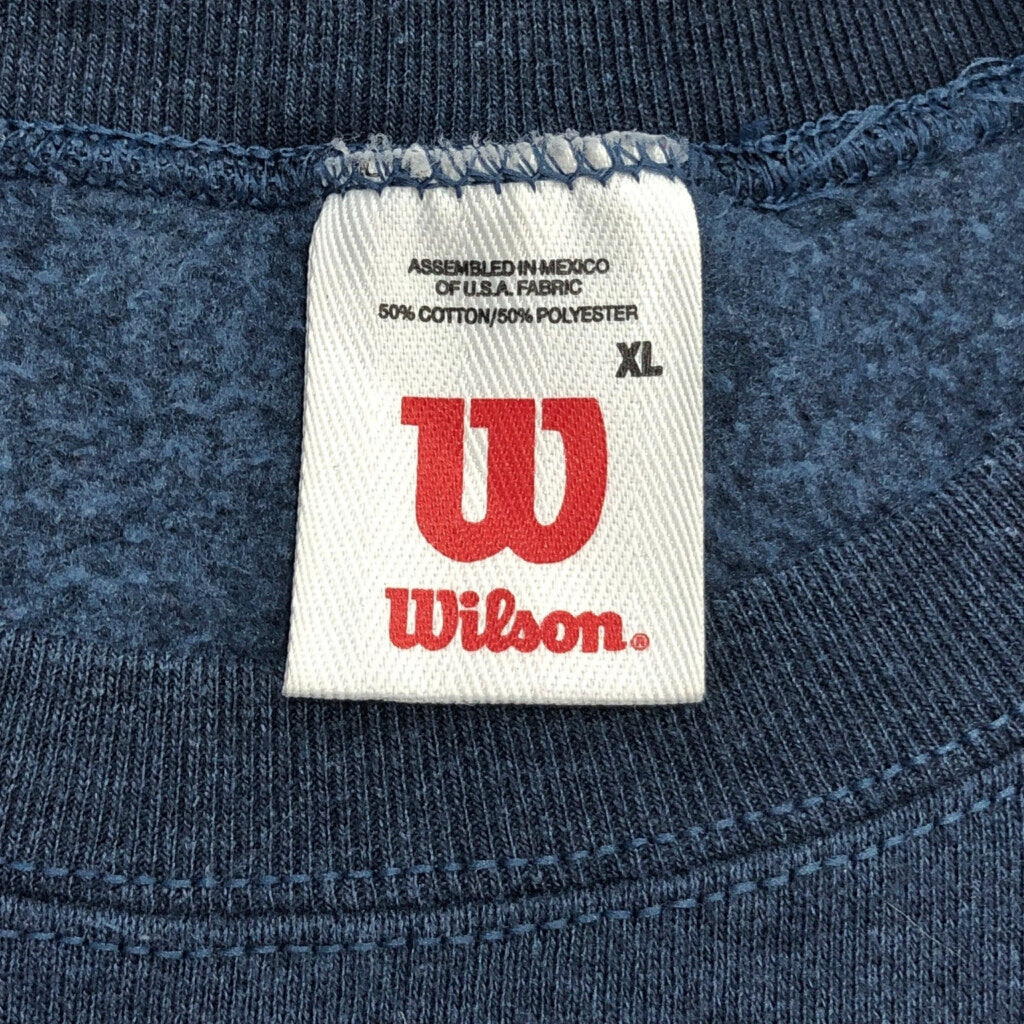 ASSEMBLED IN MEXICO
OF U.S.A. FABRIC
50% COTTON/50% POLYESTER
XL
W
Wilson®